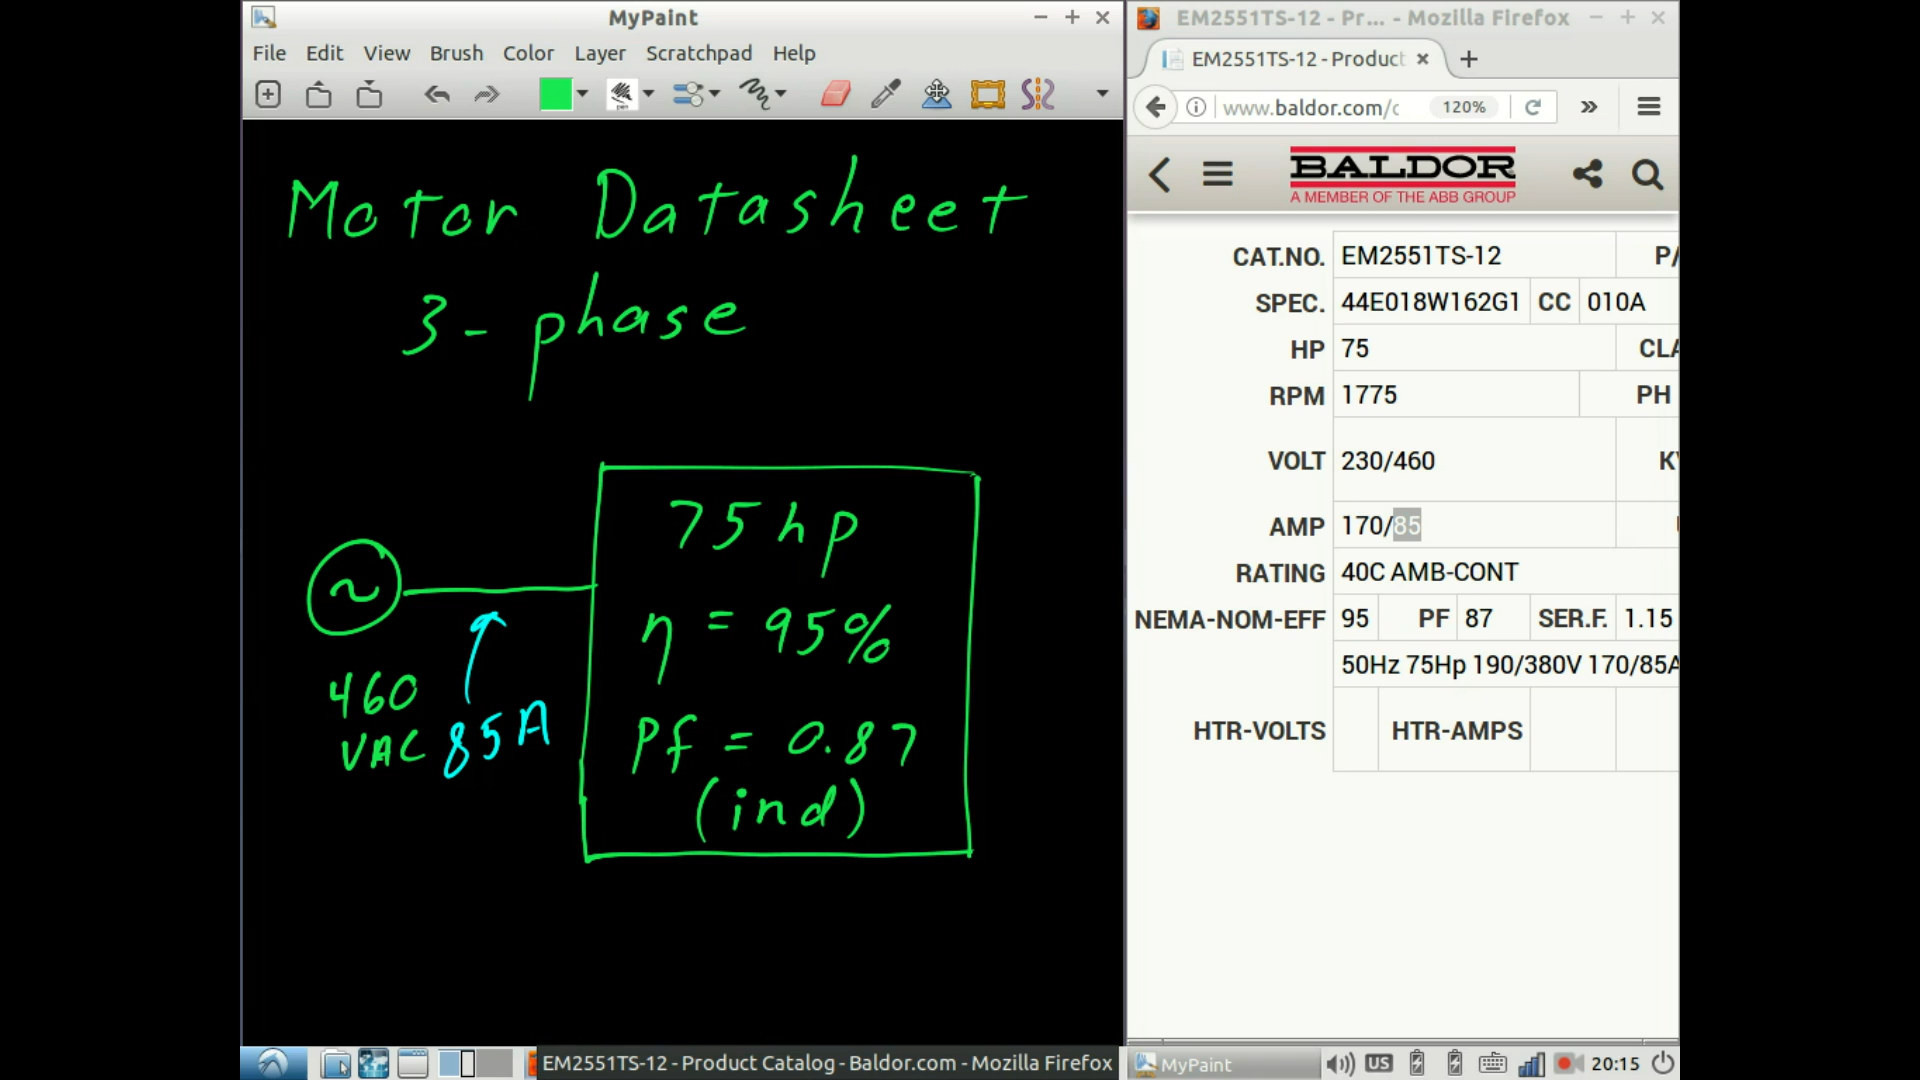 MyPaint
File Edit View Brush Color Layer Scratchpad Help
Motor Datasheet
3-phase
75hp
η = 95%
pf = 0.87
(ind)
460
VAC
85A
EM2551TS-12 - Pr... - Mozilla Firefox
EM2551TS-12 - Product
www.baldor.com/c 120%
BALDOR
A MEMBER OF THE ABB GROUP
CAT.NO. EM2551TS-12 P/
SPEC. 44E018W162G1 CC 010A
HP 75 CLA
RPM 1775 PH
VOLT 230/460
AMP 170/85
RATING 40C AMB-CONT
NEMA-NOM-EFF 95 PF 87 SER.F. 1.15
50Hz 75Hp 190/380V 170/85A
HTR-VOLTS HTR-AMPS
EM2551TS-12 - Product Catalog - Baldor.com - Mozilla Firefox
MyPaint US 20:15